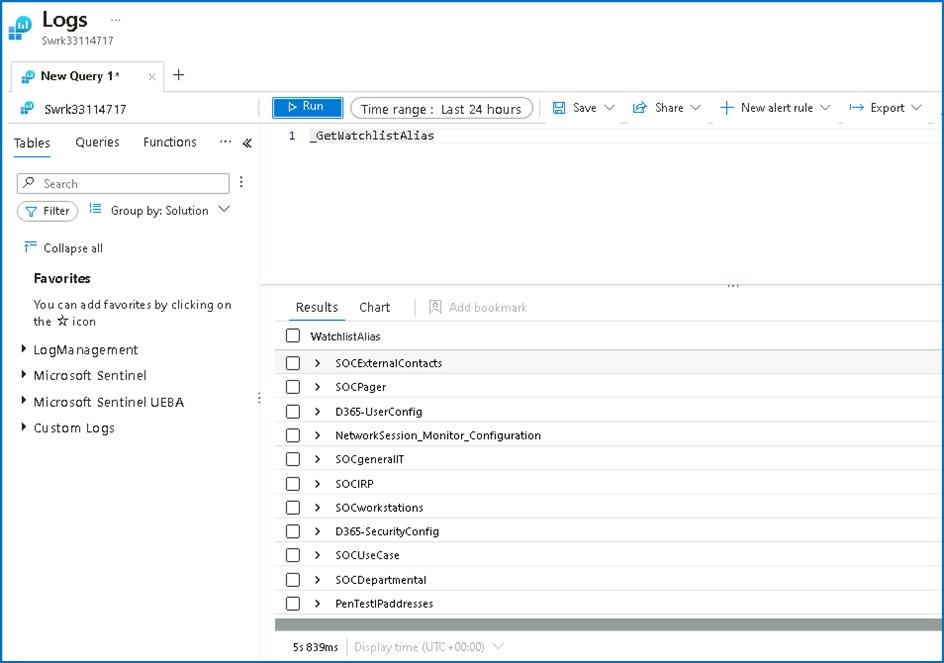 Logs ...
Swrk33114717
New Query 1* × +
Swrk33114717
Run Time range : Last 24 hours Save Share New alert rule Export
Tables Queries Functions ... «
1 _GetWatchlistAlias
Search
Filter Group by: Solution
Collapse all
Favorites
You can add favorites by clicking on
the ☆ icon
LogManagement
Microsoft Sentinel
Microsoft Sentinel UEBA
Custom Logs
Results Chart Add bookmark
WatchlistAlias
SOCExternalContacts
SOCPager
D365-UserConfig
NetworkSession_Monitor_Configuration
SOCgeneralIT
SOCIRP
SOCworkstations
D365-SecurityConfig
SOCUseCase
SOCDepartmental
PenTestIPaddresses
5s 839ms Display time (UTC+00:00)